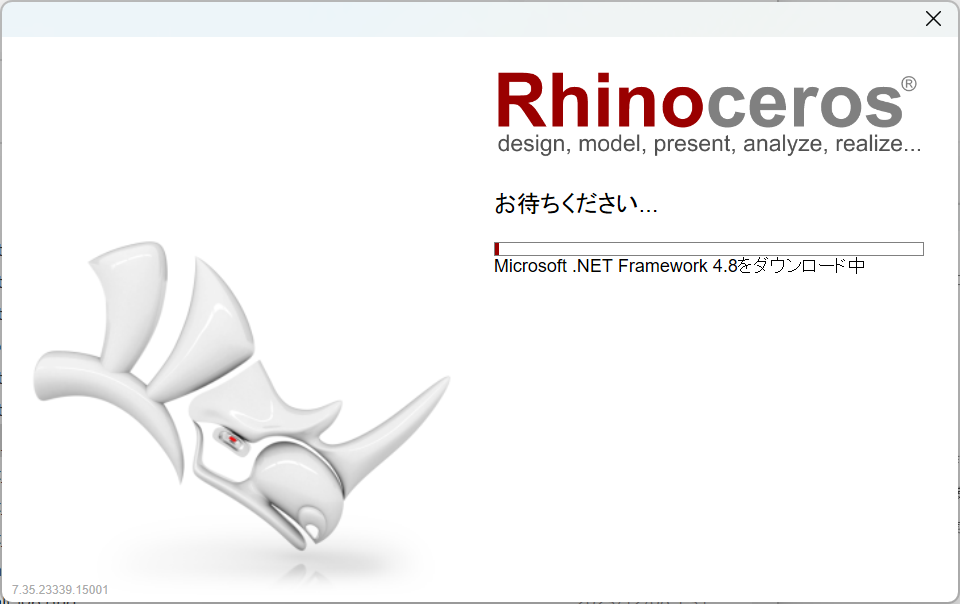 Rhinoceros®
design, model, present, analyze, realize...
お待ちください...
Microsoft .NET Framework 4.8をダウンロード中
7.35.23339.15001